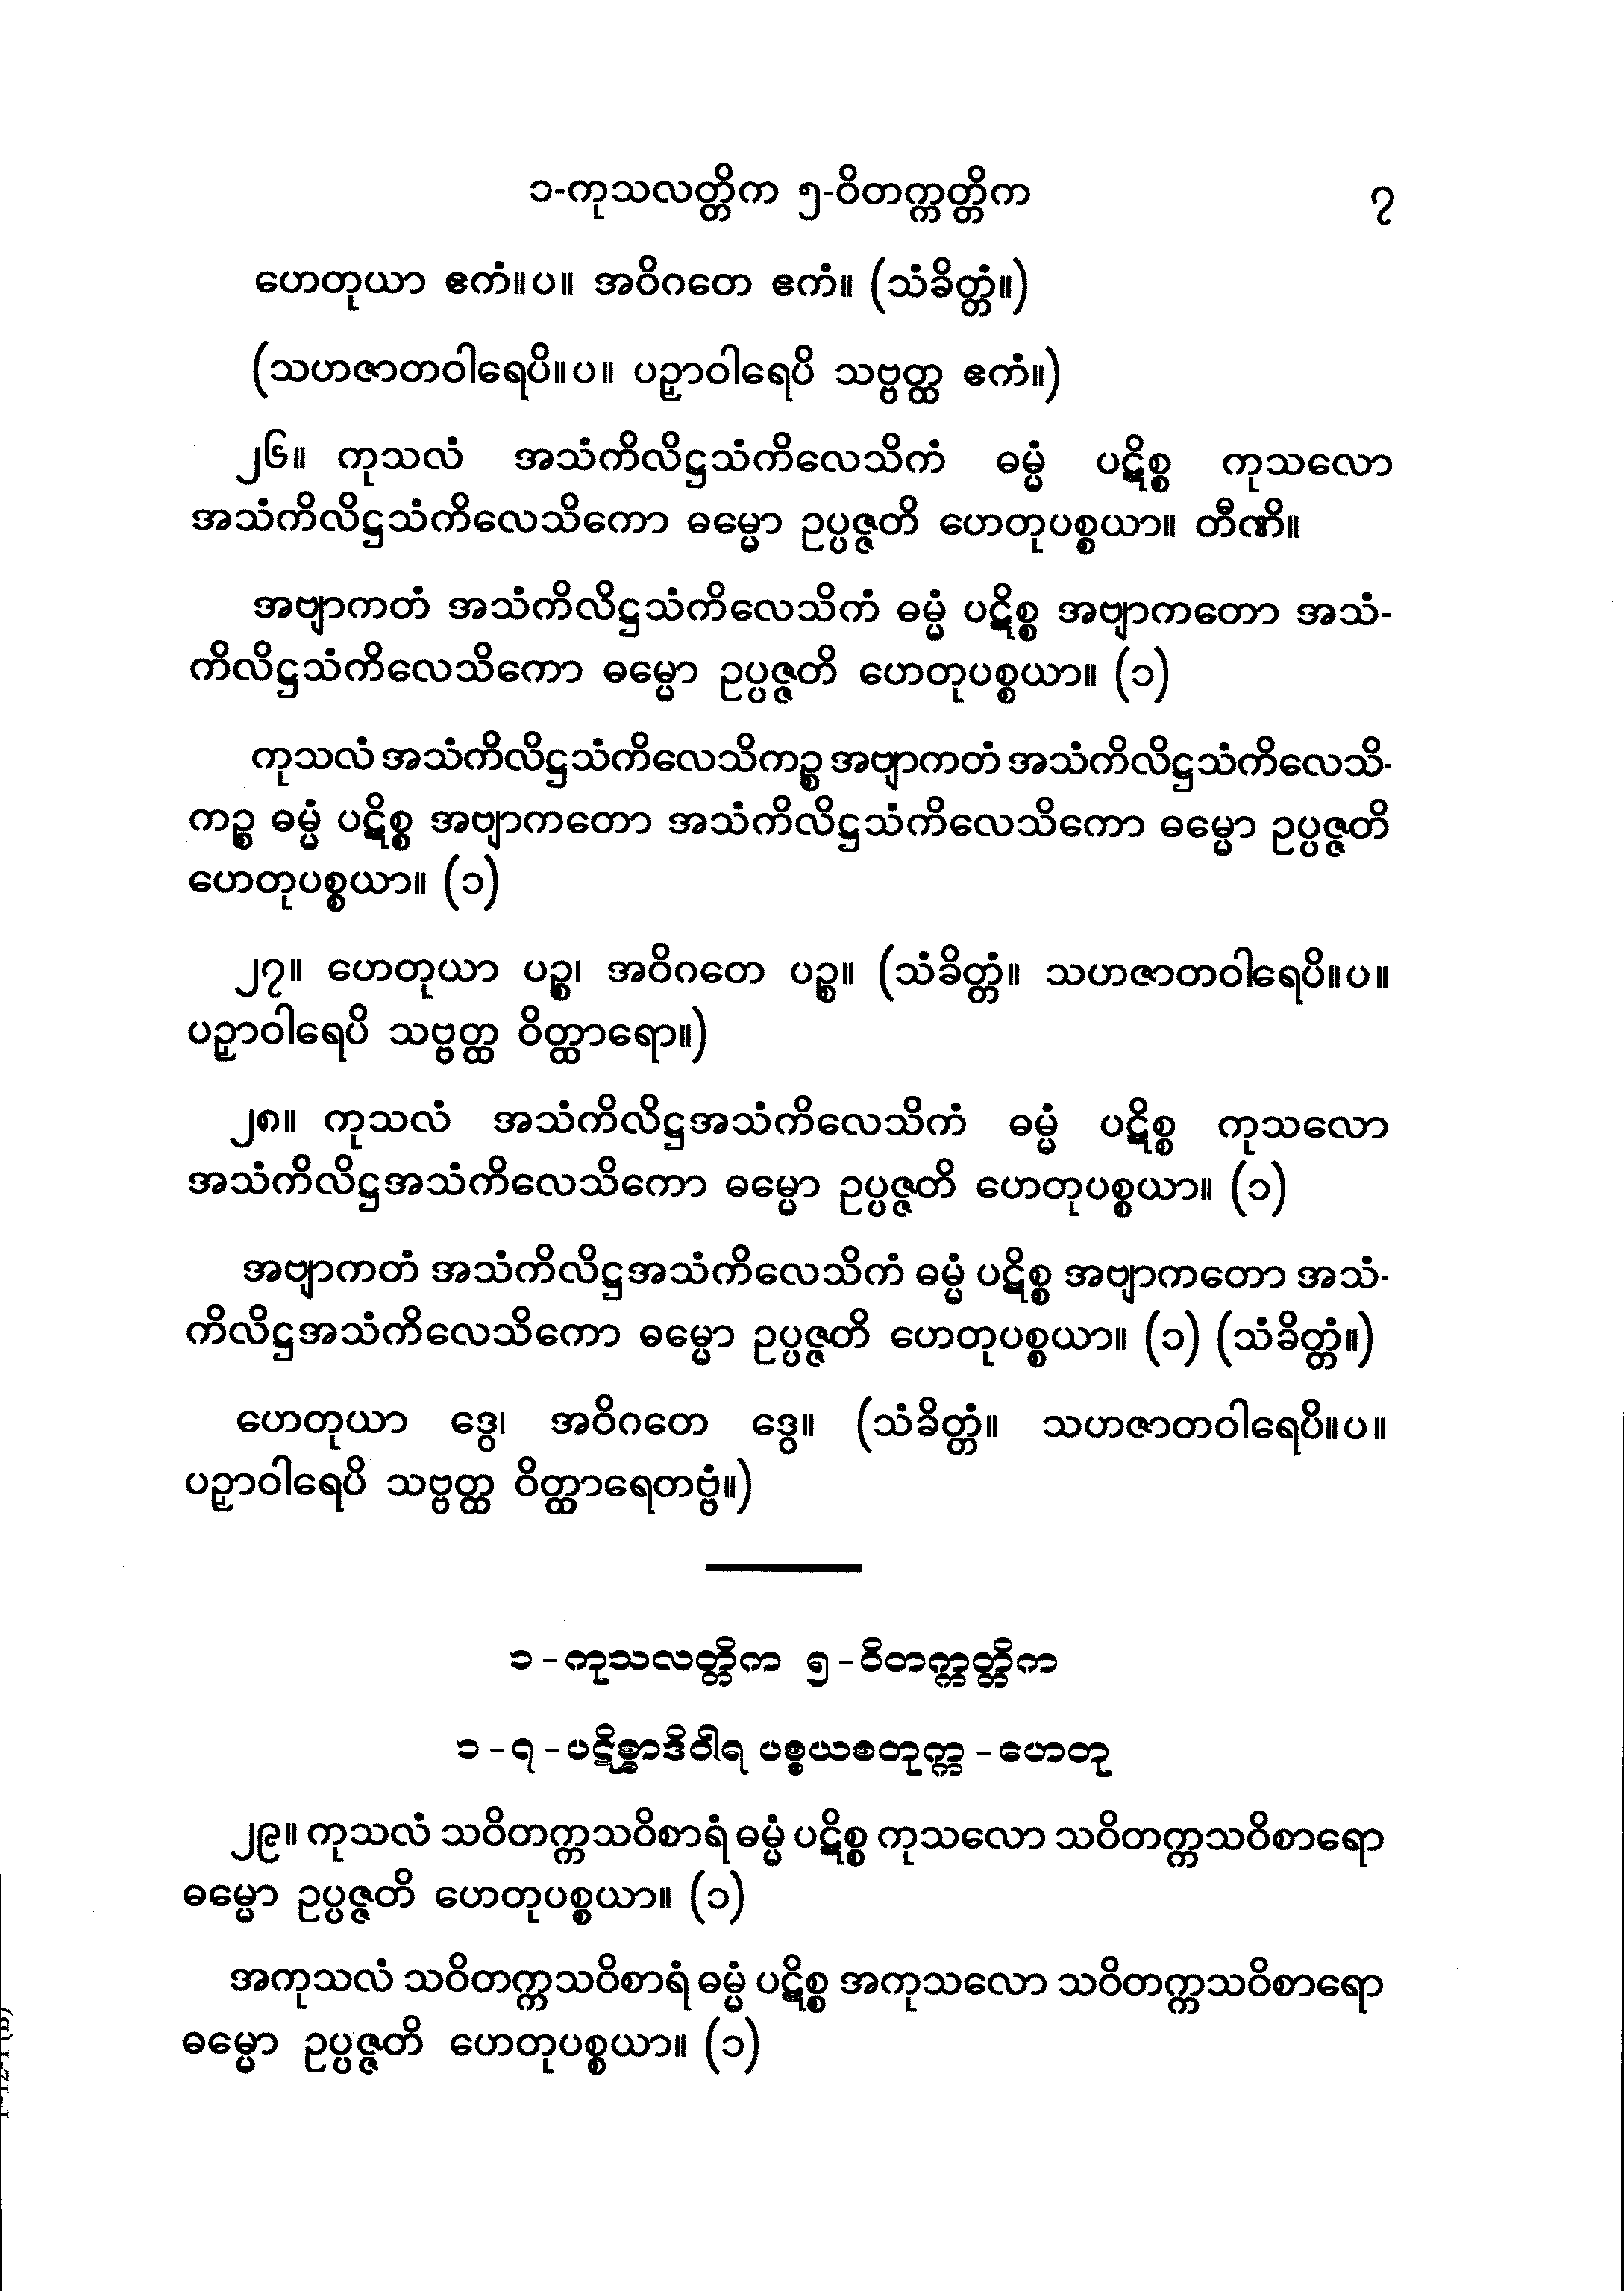 ၁-ကုသလတ္တိက ၅-ဝိတက္ကတ္တိက ၇
ဟေတုယာ ဧကံ။ပ။ အဝိဂတေ ဧကံ။ (သံခိတ္တံ။)
(သဟဇာတဝါရေပိ။ပ။ ပဉှာဝါရေပိ သဗ္ဗတ္ထ ဧကံ။)
၂၆။ ကုသလံ အသံကိလိဋ္ဌသံကိလေသိကံ ဓမ္မံ ပဋိစ္စ ကုသလော
အသံကိလိဋ္ဌသံကိလေသိကော ဓမ္မော ဥပ္ပဇ္ဇတိ ဟေတုပစ္စယာ။ တီဏိ။
အဗျာကတံ အသံကိလိဋ္ဌသံကိလေသိကံ ဓမ္မံ ပဋိစ္စ အဗျာကတော အသံ-
ကိလိဋ္ဌသံကိလေသိကော ဓမ္မော ဥပ္ပဇ္ဇတိ ဟေတုပစ္စယာ။ (၁)
ကုသလံ အသံကိလိဋ္ဌသံကိလေသိကဉ္စ အဗျာကတံ အသံကိလိဋ္ဌသံကိလေသိ-
ကဉ္စ ဓမ္မံ ပဋိစ္စ အဗျာကတော အသံကိလိဋ္ဌသံကိလေသိကော ဓမ္မော ဥပ္ပဇ္ဇတိ
ဟေတုပစ္စယာ။ (၁)
၂၇။ ဟေတုယာ ပဉ္စ၊ အဝိဂတေ ပဉ္စ။ (သံခိတ္တံ။ သဟဇာတဝါရေပိ။ပ။
ပဉှာဝါရေပိ သဗ္ဗတ္ထ ဝိတ္ထာရော။)
၂၈။ ကုသလံ အသံကိလိဋ္ဌအသံကိလေသိကံ ဓမ္မံ ပဋိစ္စ ကုသလော
အသံကိလိဋ္ဌအသံကိလေသိကော ဓမ္မော ဥပ္ပဇ္ဇတိ ဟေတုပစ္စယာ။ (၁)
အဗျာကတံ အသံကိလိဋ္ဌအသံကိလေသိကံ ဓမ္မံ ပဋိစ္စ အဗျာကတော အသံ-
ကိလိဋ္ဌအသံကိလေသိကော ဓမ္မော ဥပ္ပဇ္ဇတိ ဟေတုပစ္စယာ။ (၁) (သံခိတ္တံ။)
ဟေတုယာ ဒွေ၊ အဝိဂတေ ဒွေ။ (သံခိတ္တံ။ သဟဇာတဝါရေပိ။ပ။
ပဉှာဝါရေပိ သဗ္ဗတ္ထ ဝိတ္ထာရေတဗ္ဗံ။)
၁ - ကုသလတ္တိက ၅ - ဝိတက္ကတ္တိက
၁ - ၇ - ပဋိစ္စာဒိဝါရ ပစ္စယစတုက္က - ဟေတု
၂၉။ ကုသလံ သဝိတက္ကသဝိစာရံ ဓမ္မံ ပဋိစ္စ ကုသလော သဝိတက္ကသဝိစာရော
ဓမ္မော ဥပ္ပဇ္ဇတိ ဟေတုပစ္စယာ။ (၁)
အကုသလံ သဝိတက္ကသဝိစာရံ ဓမ္မံ ပဋိစ္စ အကုသလော သဝိတက္ကသဝိစာရော
ဓမ္မော ဥပ္ပဇ္ဇတိ ဟေတုပစ္စယာ။ (၁)